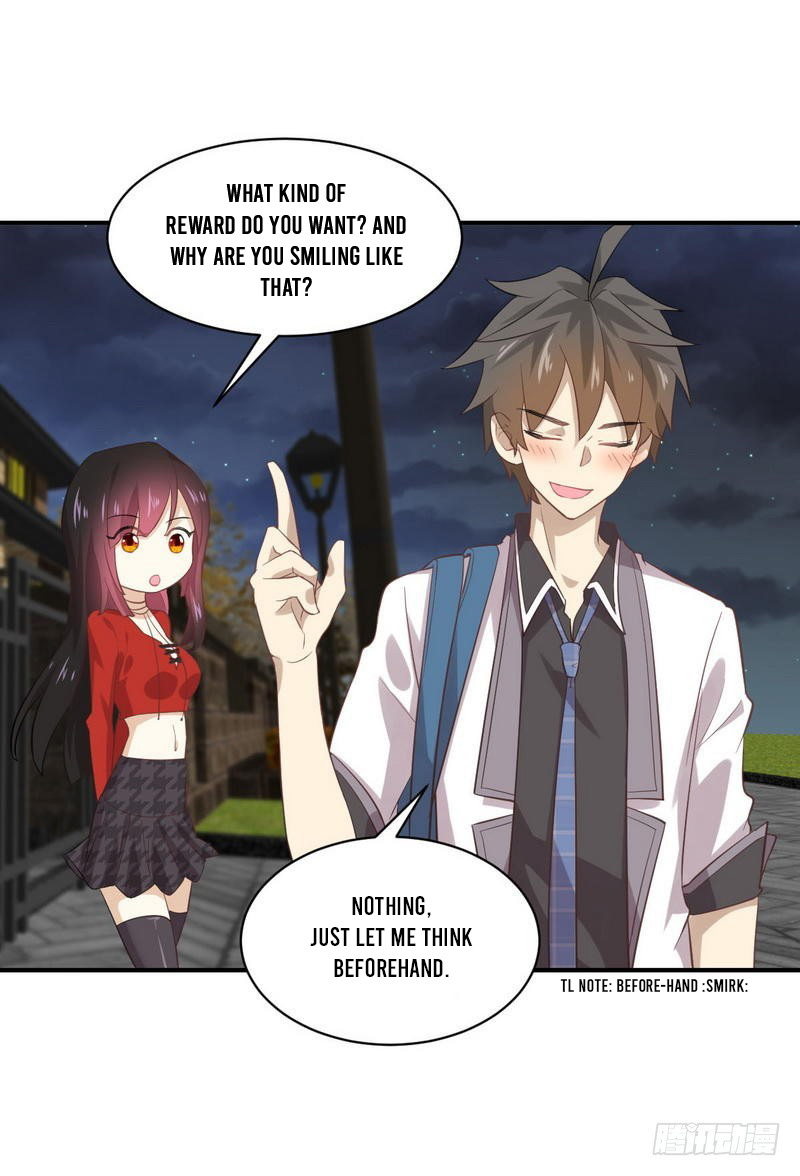 WHAT KIND OF
REWARD DO YOU WANT? AND
WHY ARE YOU SMILING LIKE
THAT?
NOTHING,
JUST LET ME THINK
BEFOREHAND.
TL NOTE: BEFORE-HAND :SMIRK:
腾讯动漫